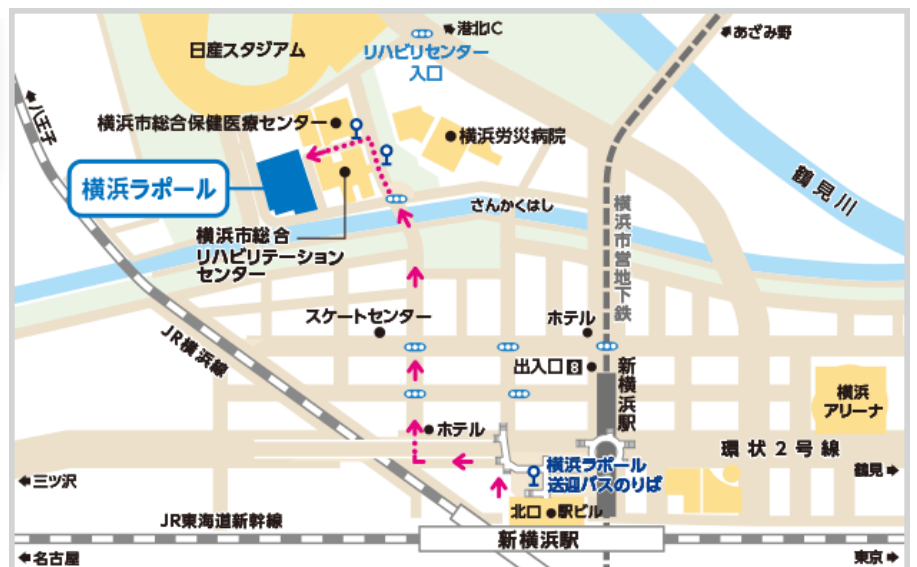 日産スタジアム
港北IC
リハビリセンター
入口
あざみ野
八王子
横浜市総合保健医療センター
横浜労災病院
横浜ラポール
鶴見川
さんかくはし
横浜市営地下鉄
横浜市総合
リハビリテーション
センター
スケートセンター
ホテル
JR横浜線
出入口8
新横浜駅
横浜
アリーナ
ホテル
環状2号線
横浜ラポール
送迎バスのりば
三ツ沢
鶴見
北口
駅ビル
JR東海道新幹線
新横浜駅
名古屋
東京